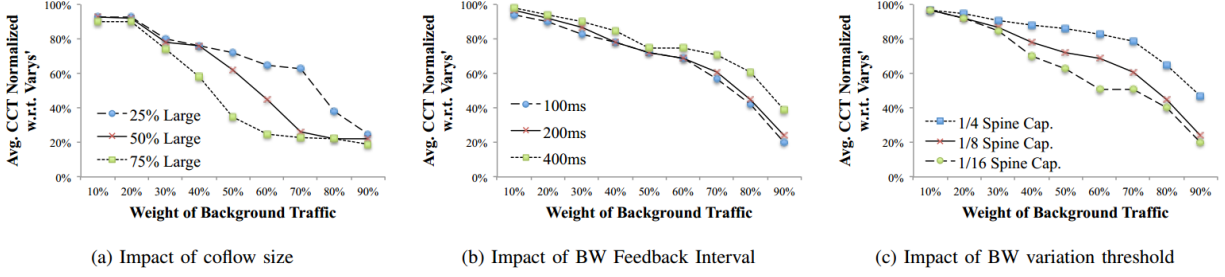 Avg. CCT Normalized
w.r.t. Varys'
100%
80%
60%
40%
20%
0%
25% Large
50% Large
75% Large
10% 20% 30% 40% 50% 60% 70% 80% 90%
Weight of Background Traffic
(a) Impact of coflow size
Avg. CCT Normalized
w.r.t. Varys'
100%
80%
60%
40%
20%
0%
100ms
200ms
400ms
10% 20% 30% 40% 50% 60% 70% 80% 90%
Weight of Background Traffic
(b) Impact of BW Feedback Interval
Avg. CCT Normalized
w.r.t. Varys'
100%
80%
60%
40%
20%
0%
1/4 Spine Cap.
1/8 Spine Cap.
1/16 Spine Cap.
10% 20% 30% 40% 50% 60% 70% 80% 90%
Weight of Background Traffic
(c) Impact of BW variation threshold